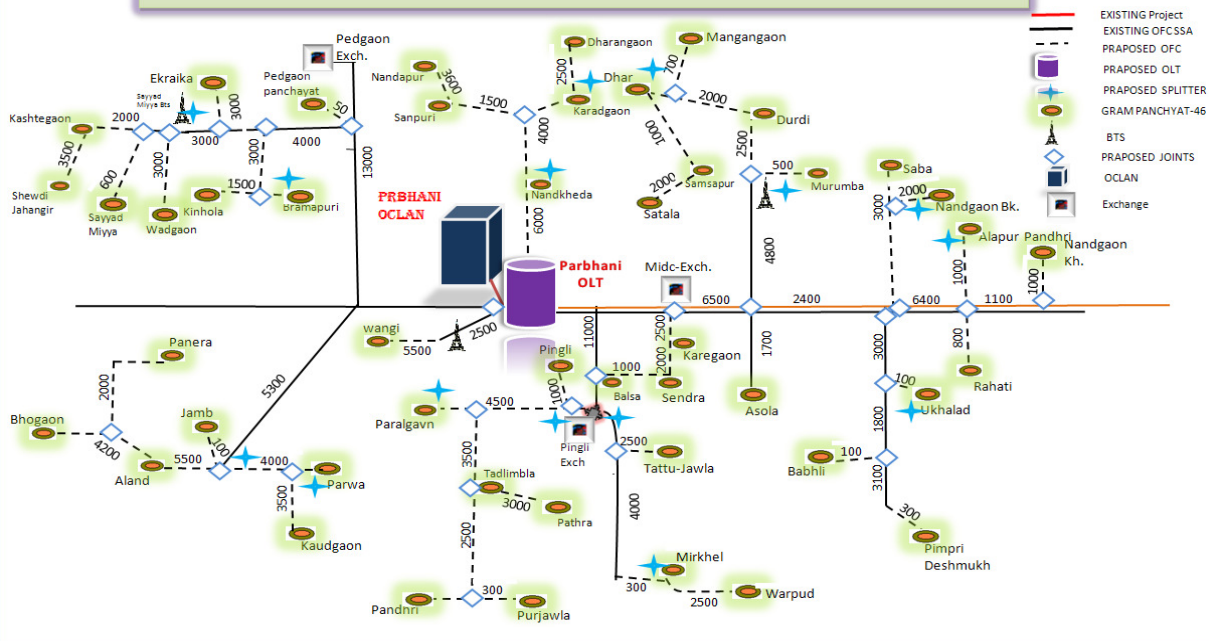 EXISTING Project
EXISTING OFC SSA
PRAPOSED OFC
PRAPOSED OLT
PRAPOSED SPLITTER
GRAM PANCHYAT-46
BTS
PRAPOSED JOINTS
OCLAN
Exchange
Pedgaon
Exch.
Ekraika
Pedgaon
panchayat
Sayyad
Miyya Bts
3000
50
Kashtegaon
2000
3000
4000
3500
600
3000
3000
1500
13000
Shewdi
Jahangir
Sayyad
Miyya
Wadgaon
Kinhola
Bramapuri
Nandapur
3600
Sanpuri
1500
Dharangaon
2500
Karadgaon
4000
Nandkheda
6000
Mangangaon
700
Dhar
2000
Durdi
1000
2500
Samsapur
2000
Satala
500
Murumba
4800
Saba
3000
2000
Nandgaon Bk.
Alapur Pandhri
1000
Nandgaon
Kh.
1000
PRBHANI
OCLAN
Parbhani
OLT
Midc-Exch.
6500
2400
6400
1100
wangi
5500
2500
11000
2500
2000
Karegaon
1700
3000
800
Panera
2000
5300
Pingli
1000
1000
Balsa
Sendra
Asola
100
Ukhalad
Rahati
Bhogaon
4200
Jamb
100
Aland
5500
4000
Parwa
3500
Kaudgaon
Paralgavn
4500
Pingli
Exch
2500
Tattu-Jawla
3500
Tadlimbla
3000
Pathra
4000
2500
1800
100
Babhli
3100
300
Pimpri
Deshmukh
Mirkhel
300
2500
Warpud
Pandhri
300
Purjawla